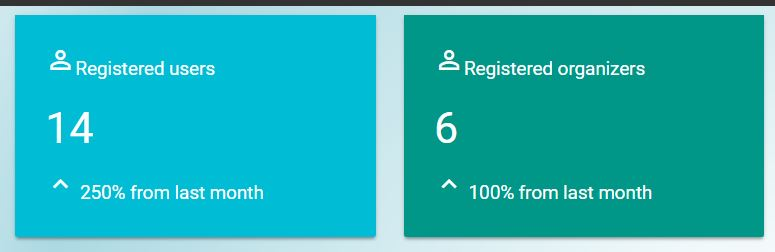 Registered users
14
250% from last month
Registered organizers
6
100% from last month